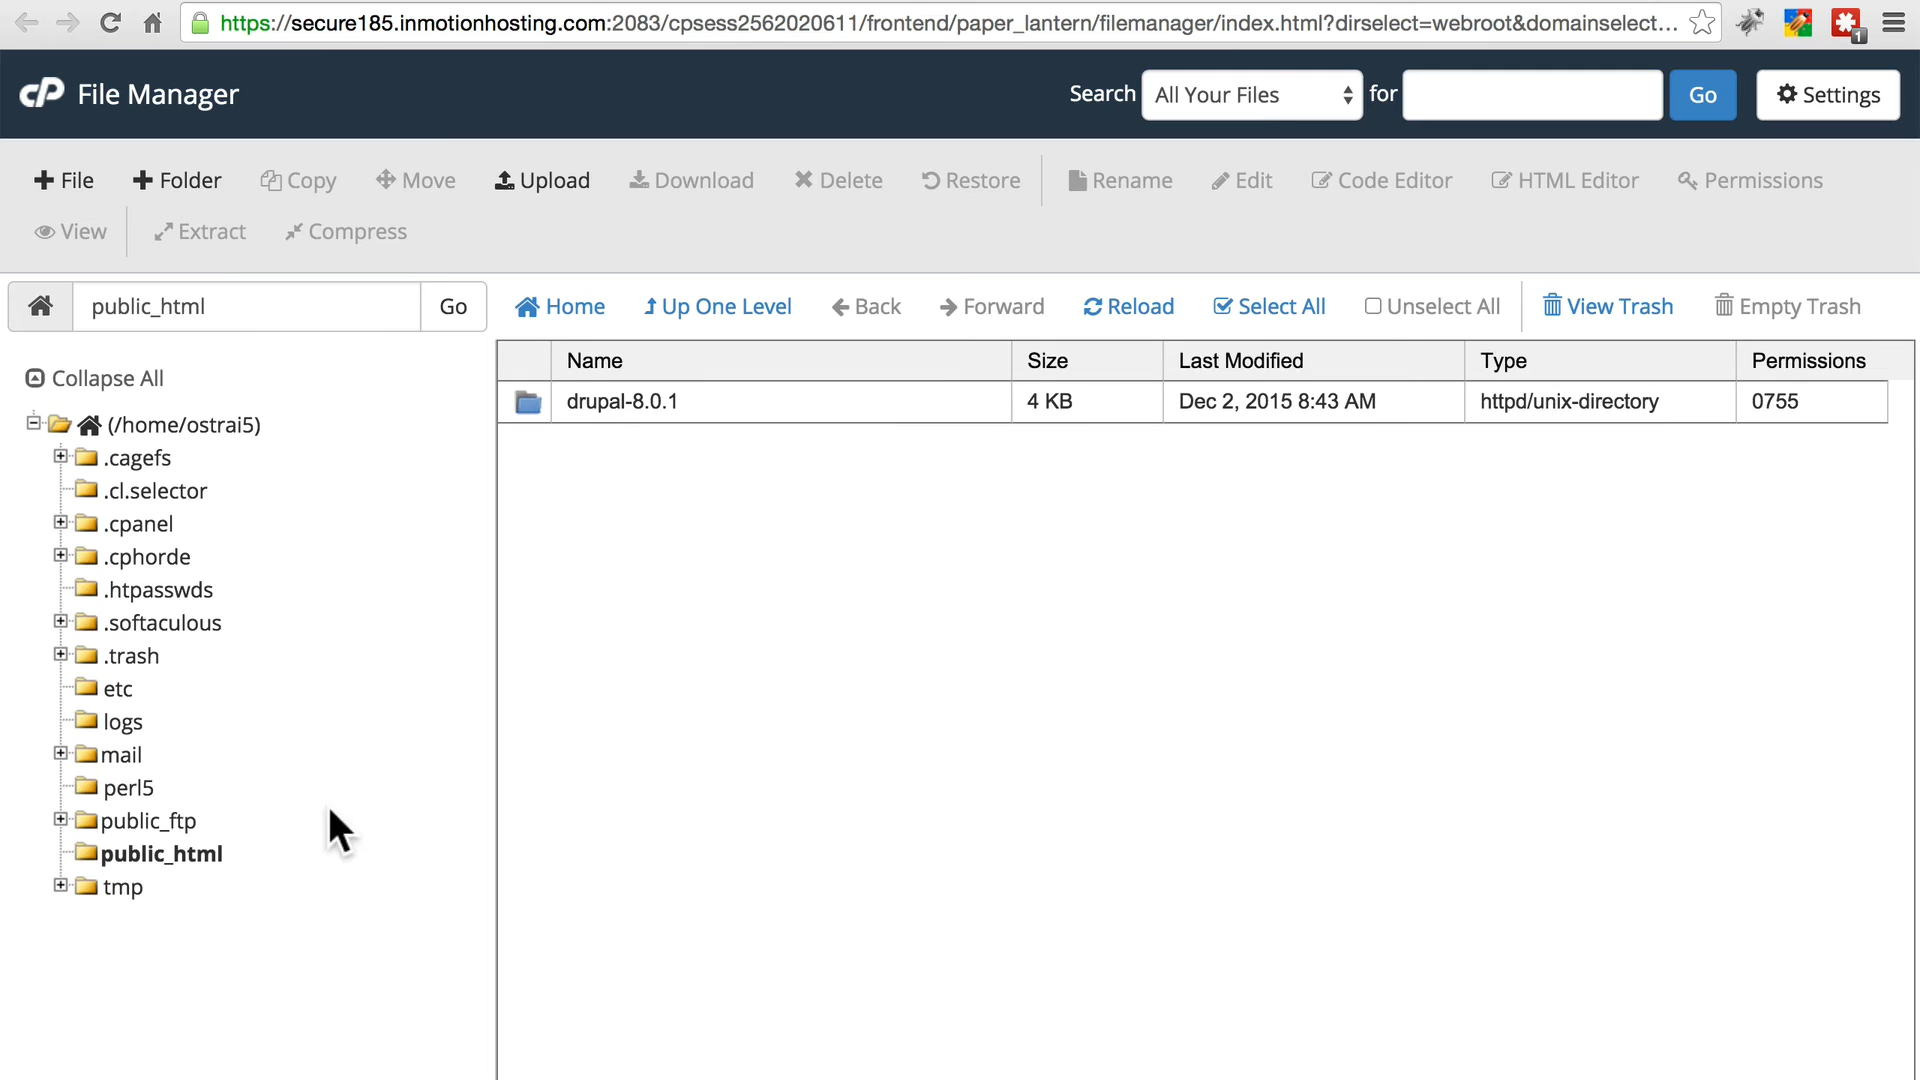 https://secure185.inmotionhosting.com:2083/cpsess2562020611/frontend/paper_lantern/filemanager/index.html?dirselect=webroot&domainselect...
1
cP File Manager
Search All Your Files for Go Settings
File Folder Copy Move Upload Download Delete Restore Rename Edit Code Editor HTML Editor Permissions
View Extract Compress
public_html Go Home Up One Level Back Forward Reload Select All Unselect All View Trash Empty Trash
Name Size Last Modified Type Permissions
drupal-8.0.1 4 KB Dec 2, 2015 8:43 AM httpd/unix-directory 0755
Collapse All
(/home/ostrai5)
.cagefs
.cl.selector
.cpanel
.cphorde
.htpasswds
.softaculous
.trash
etc
logs
mail
perl5
public_ftp
public_html
tmp